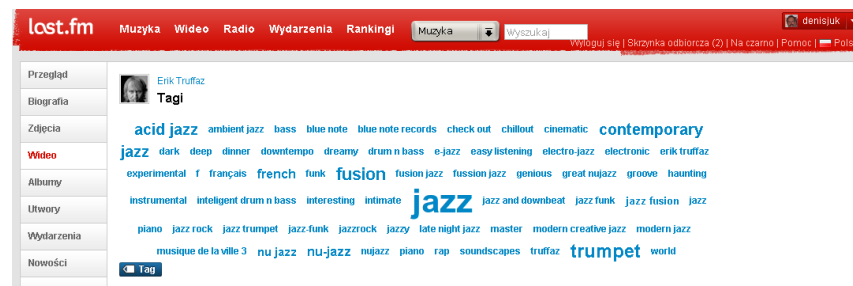 last.fm Muzyka Wideo Radio Wydarzenia Rankingi Muzyka Wyszukaj denisjuk
Wyloguj się | Skrzynka odbiorcza (2) | Na czarno | Pomoc | Pols
Przegląd
Biografia
Zdjęcia
Wideo
Albumy
Utwory
Wydarzenia
Nowości
Erik Truffaz
Tagi
acid jazz ambient jazz bass blue note blue note records check out chillout cinematic contemporary
jazz dark deep dinner downtempo dreamy drum n bass e-jazz easy listening electro-jazz electronic erik truffaz
experimental f français french funk fusion fusion jazz fussion jazz genious great nujazz groove haunting
instrumental inteligent drum n bass interesting intimate jazz jazz and downbeat jazz funk jazz fusion jazz
piano jazz rock jazz trumpet jazz-funk jazzrock jazzy late night jazz master modern creative jazz modern jazz
musique de la ville 3 nu jazz nu-jazz nujazz piano rap soundscapes truffaz trumpet world
Tag